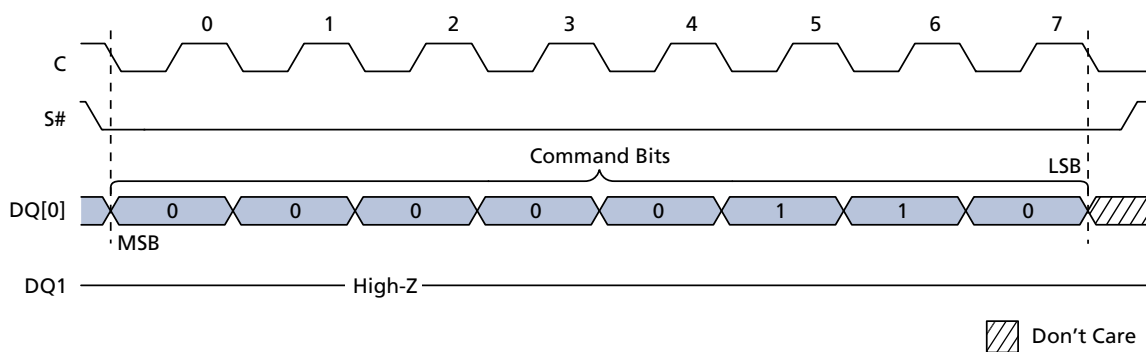 0 1 2 3 4 5 6 7
C
S#
Command Bits
LSB
DQ[0] 0 0 0 0 0 1 1 0
MSB
DQ1 High-Z
Don't Care